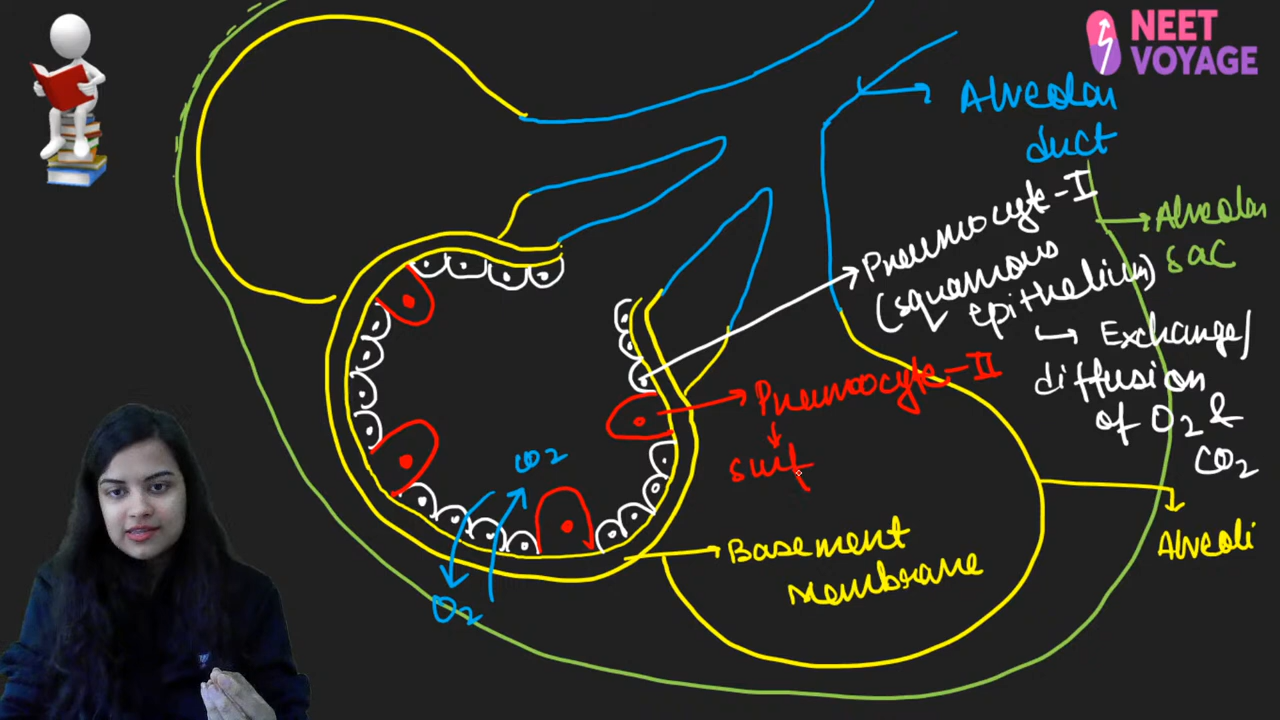 NEET
VOYAGE
Alveolar
duct
Alveolar
sac
Pneumocyte-I
(squamous
epithelium)
Exchange/
diffusion
of O2 &
CO2
Pneumocyte-II
surf
CO2
O2
Basement
Membrane
Alveoli